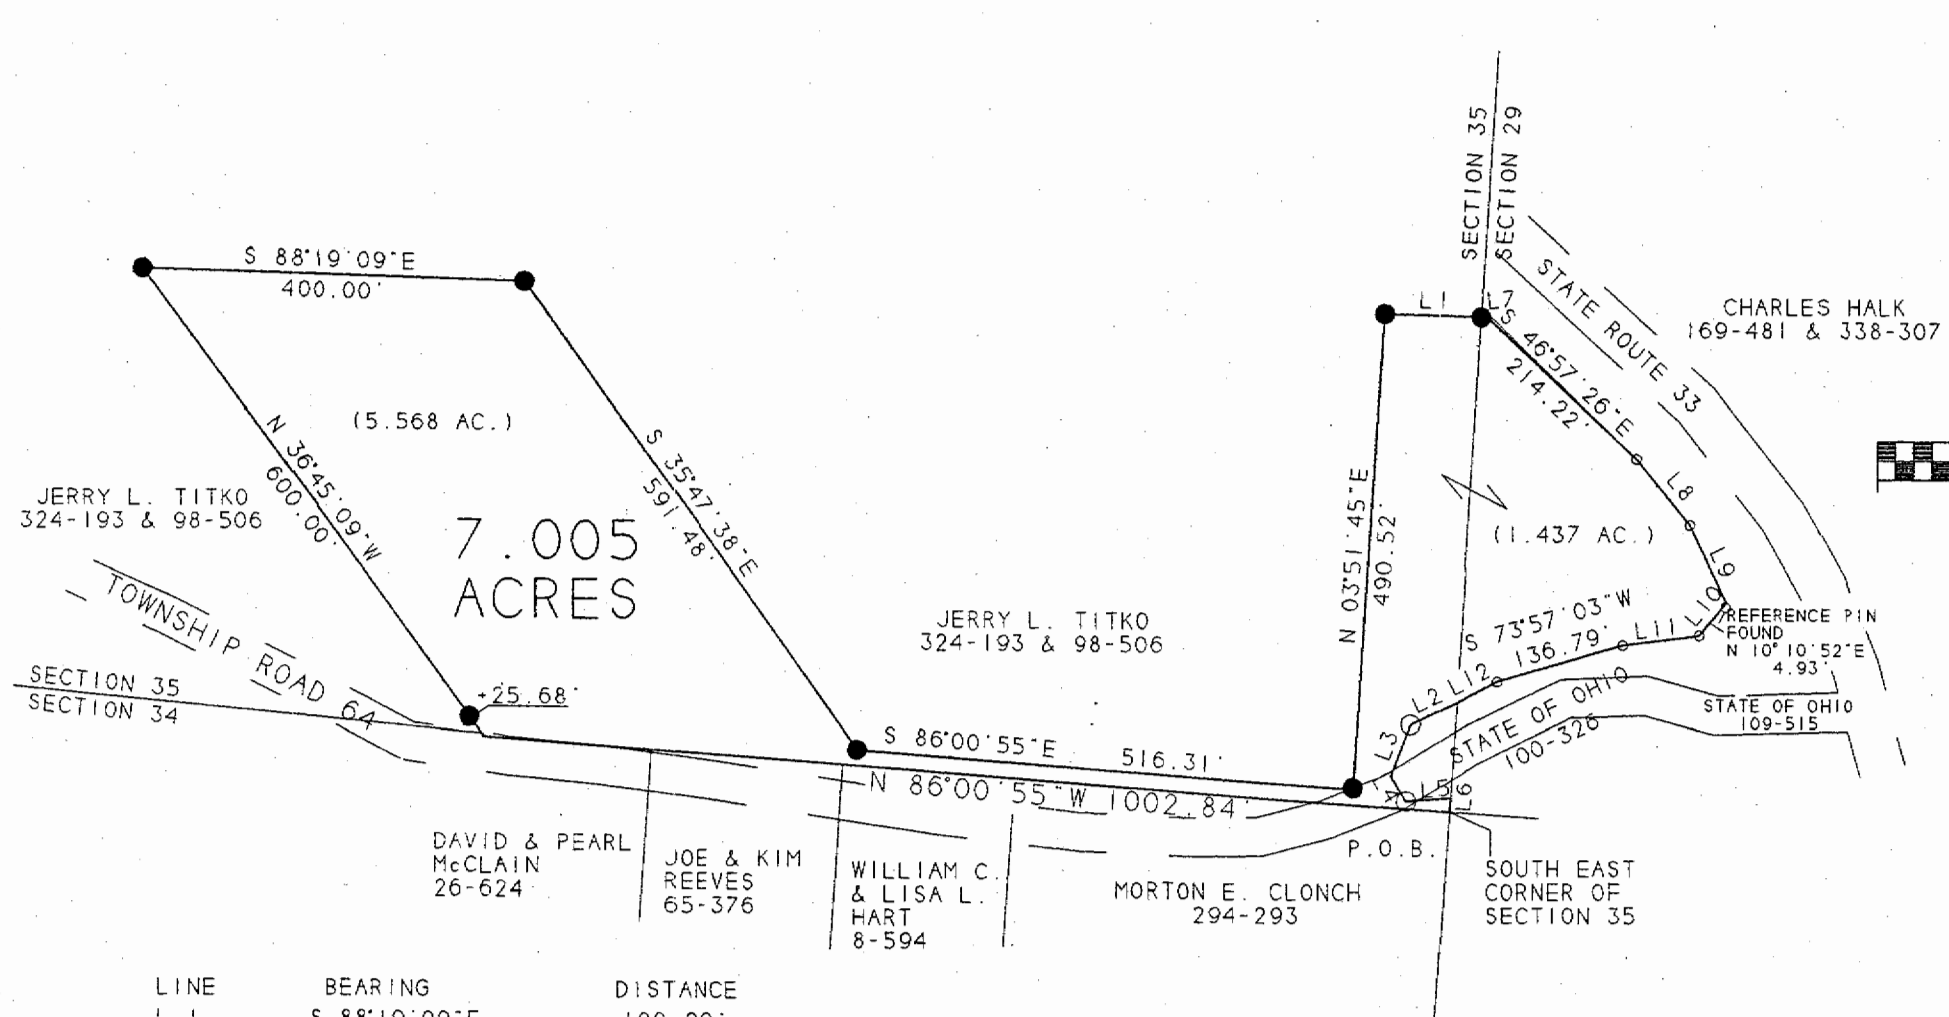 SECTION 35
SECTION 29
STATE ROUTE 33
CHARLES HALK
169-481 & 338-307
S 88°19'09"E
400.00'
L1
L7
S 46°57'26"E
214.22'
(5.568 AC.)
N 36°45'09"W
600.00'
S 35°47'38"E
591.48'
JERRY L. TITKO
324-193 & 98-506
7.005
ACRES
N 03°51'45"E
490.52'
L8
(1.437 AC.)
L9
L10
TOWNSHIP ROAD 64
JERRY L. TITKO
324-193 & 98-506
S 73°57'03"W
136.79'
L11
REFERENCE PIN
FOUND
N 10°10'52"E
4.93'
SECTION 35
SECTION 34
+25.68'
L2
L12
L3
STATE OF OHIO
100-326
STATE OF OHIO
109-515
S 86°00'55"E 516.31'
N 86°00'55"W 1002.84'
L5
L6
P.O.B.
DAVID & PEARL
McCLAIN
26-624
JOE & KIM
REEVES
65-376
WILLIAM C.
& LISA L.
HART
8-594
MORTON E. CLONCH
294-293
SOUTH EAST
CORNER OF
SECTION 35
LINE BEARING DISTANCE